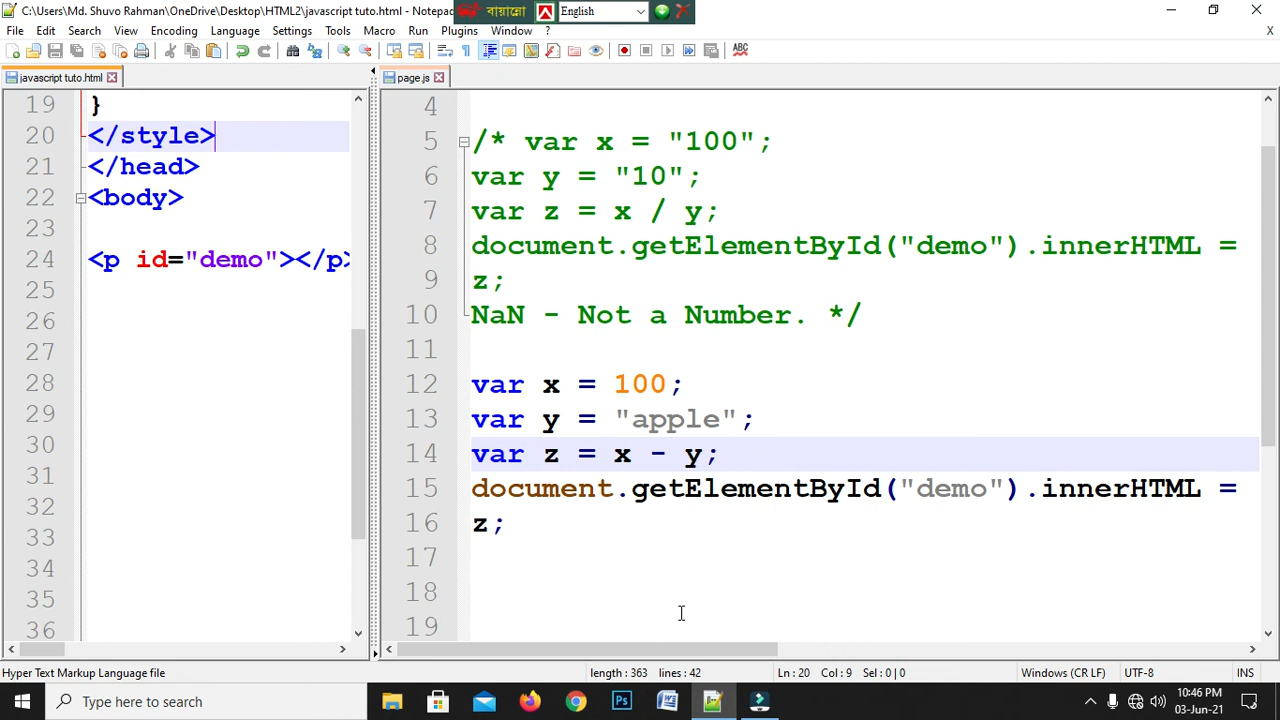 C:\Users\Md. Shuvo Rahman\OneDrive\Desktop\HTML2\javascript tuto.html - Notepad
বায়ান্নো
English
File Edit Search View Encoding Language Settings Tools Macro Run Plugins Window ? X
ABC
javascript tuto.html
page.js
19 }
20 </style>
21 </head>
22 <body>
23
24 <p id="demo"></p>
25
26
27
28
29
30
31
32
33
34
35
36
4
5 /* var x = "100";
6 var y = "10";
7 var z = x / y;
8 document.getElementById("demo").innerHTML =
9 z;
10 NaN - Not a Number. */
11
12 var x = 100;
13 var y = "apple";
14 var z = x - y;
15 document.getElementById("demo").innerHTML =
16 z;
17
18
19
Hyper Text Markup Language file length : 363 lines : 42 Ln : 20 Col : 9 Sel : 0 | 0 Windows (CR LF) UTF-8 INS
Type here to search
Ps
W
10:46 PM
03-Jun-21